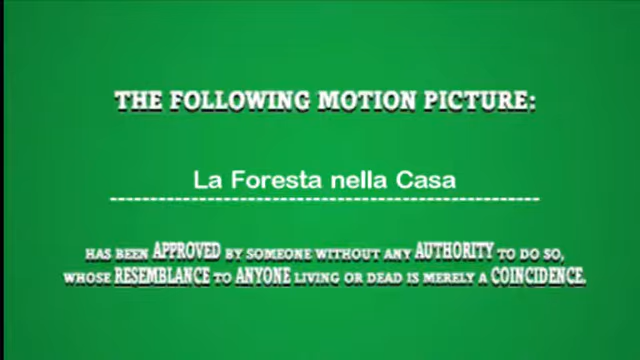 THE FOLLOWING MOTION PICTURE:
La Foresta nella Casa
HAS BEEN APPROVED BY SOMEONE WITHOUT ANY AUTHORITY TO DO SO,
WHOSE RESEMBLANCE TO ANYONE LIVING OR DEAD IS MERELY A COINCIDENCE.